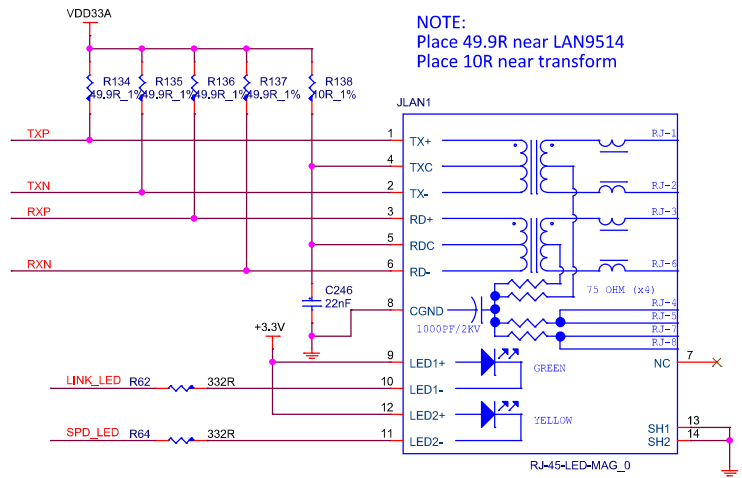 VDD33A
NOTE:
Place 49.9R near LAN9514
Place 10R near transform
R134
49.9R_1%
R135
49.9R_1%
R136
49.9R_1%
R137
49.9R_1%
R138
10R_1%
JLAN1
TXP
1
TX+
RJ-1
4
TXC
TXN
2
TX-
RJ-2
RXP
3
RD+
RJ-3
5
RDC
RXN
6
RD-
RJ-6
C246
22nF
8
CGND
1000PF/2KV
75 OHM (x4)
RJ-4
RJ-5
RJ-7
RJ-8
+3.3V
9
LED1+
GREEN
NC
7
LINK_LED
R62
332R
10
LED1-
12
LED2+
YELLOW
SPD_LED
R64
332R
11
LED2-
SH1
13
SH2
14
RJ-45-LED-MAG_0